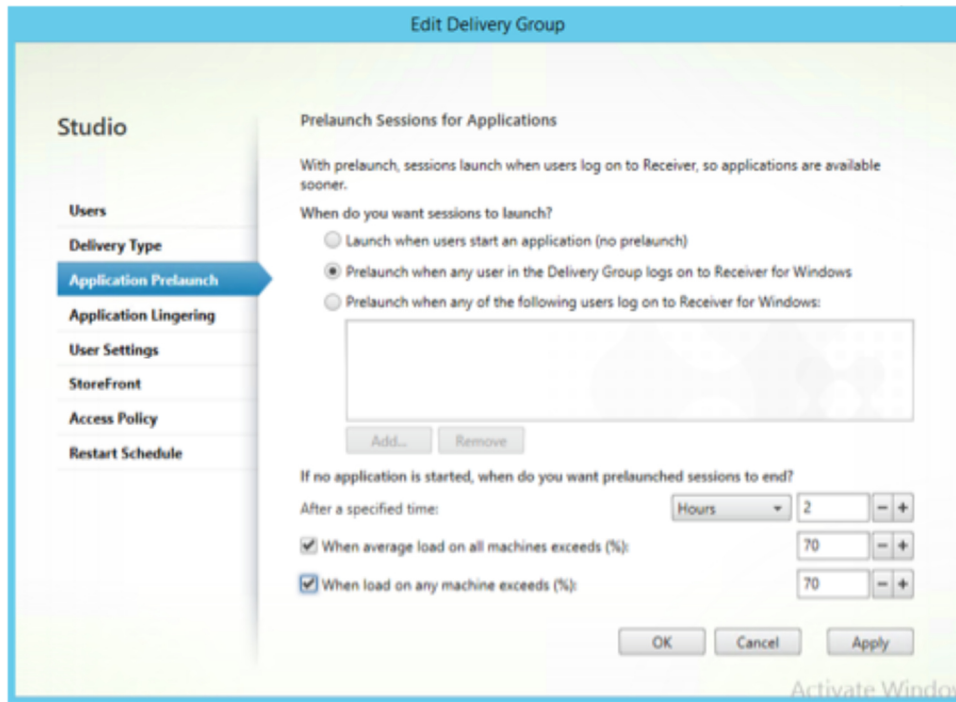 Edit Delivery Group
Studio
Users
Delivery Type
Application Prelaunch
Application Lingering
User Settings
StoreFront
Access Policy
Restart Schedule
Prelaunch Sessions for Applications
With prelaunch, sessions launch when users log on to Receiver, so applications are available
sooner.
When do you want sessions to launch?
Launch when users start an application (no prelaunch)
Prelaunch when any user in the Delivery Group logs on to Receiver for Windows
Prelaunch when any of the following users log on to Receiver for Windows:
Add... Remove
If no application is started, when do you want prelaunched sessions to end?
After a specified time: Hours 2 − +
When average load on all machines exceeds (%): 70 − +
When load on any machine exceeds (%): 70 − +
OK Cancel Apply
Activate Window